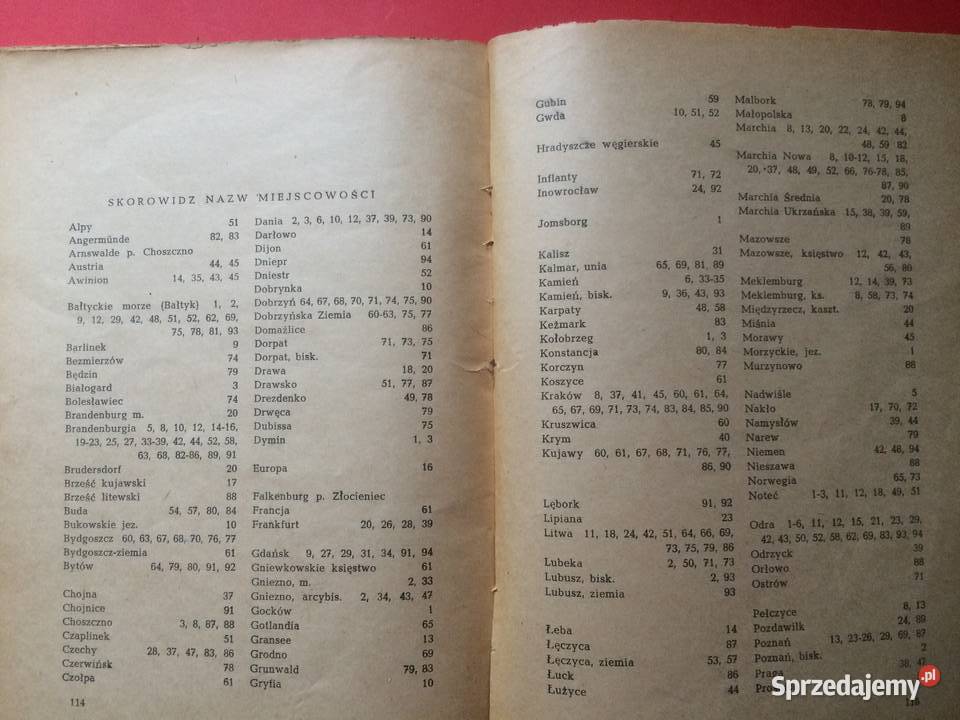 SKOROWIDZ NAZW MIEJSCOWOŚCI
Alpy 51
Angermünde 82, 83
Arnswalde p. Choszczno
Austria 44, 45
Awinion 14, 35, 43, 45
Bałtyckie morze (Bałtyk) 1, 2,
9, 12, 29, 42, 48, 51, 52, 62, 69,
75, 78, 81, 93
Barlinek 9
Bezmierzów 74
Będzin 79
Białogard 3
Bolesławiec 74
Brandenburg m. 20
Brandenburgia 5, 8, 10, 12, 14-16,
19-23, 25, 27, 33-39, 42, 44, 52, 58,
63, 68, 82-86, 89, 91
Brudersdorf 20
Brześć kujawski 17
Brześć litewski 88
Buda 54, 57, 80, 84
Bukowskie jez. 10
Bydgoszcz 60, 63, 67, 68, 70, 76, 77
Bydgoszcz-ziemia 61
Bytów 64, 79, 80, 91, 92
Chojna 37
Chojnice 91
Choszczno 3, 8, 87, 88
Czaplinek 51
Czechy 28, 37, 47, 83, 86
Czerwińsk 78
Człopa 61
114
Dania 2, 3, 6, 10, 12, 37, 39, 73, 90
Darłowo 14
Dijon 61
Dniepr 94
Dniestr 52
Dobrynka 10
Dobrzyń 64, 67, 68, 70, 71, 74, 75, 90
Dobrzyńska Ziemia 60-63, 75, 77
Domažlice 86
Dorpat 71, 73, 75
Dorpat, bisk. 71
Drawa 18, 20
Drawsko 51, 77, 87
Drezdenko 49, 78
Drwęca 79
Dubissa 75
Dymin 1, 3
Europa 16
Falkenburg p. Złocieniec
Francja 61
Frankfurt 20, 26, 28, 39
Gdańsk 9, 27, 29, 31, 34, 91, 94
Gniewkowskie księstwo 61
Gniezno, m. 2, 33
Gniezno, arcybis. 2, 34, 43, 47
Gocków 1
Gotlandia 65
Gransee 13
Grodno 69
Grunwald 79, 83
Gryfia 10
Gubin 59
Gwda 10, 51, 52
Hradyszcze węgierskie 45
Inflanty 71, 72
Inowrocław 24, 92
Jomsborg 1
Kalisz 31
Kalmar, unia 65, 69, 81, 89
Kamień 6, 33-35
Kamień, bisk. 9, 36, 43, 93
Karpaty 48, 58
Keżmark 83
Kołobrzeg 1, 3
Konstancja 80, 84
Korczyn 77
Koszyce 61
Kraków 8, 37, 41, 45, 60, 61, 64,
65, 67, 69, 71, 73, 74, 83, 84, 85, 90
Kruszwica 60
Krym 40
Kujawy 60, 61, 67, 68, 71, 76, 77,
86, 90
Lębork 91, 92
Lipiana 23
Litwa 11, 18, 24, 42, 51, 64, 66, 69,
73, 75, 79, 86
Lubeka 2, 50, 71, 73
Lubusz, bisk. 2, 93
Lubusz, ziemia 93
Łeba 14
Łęczyca 87
Łęczyca, ziemia 53, 57
Łuck 86
Łużyce 44
Malbork 78, 79, 94
Małopolska 8
Marchia 8, 13, 20, 22, 24, 42, 44,
48, 59 82
Marchia Nowa 8, 10-12, 15, 18,
20, 37, 48, 49, 52, 66, 76-78, 85,
87, 90
Marchia Średnia 20, 78
Marchia Ukrzańska 15, 38, 39, 59,
89
Mazowsze 78
Mazowsze, księstwo 12, 42, 43,
56, 80
Meklemburg 12, 14, 39, 73
Meklemburg, ks. 8, 58, 73, 74
Międzyrzecz, kaszt. 20
Miśnia 44
Morawy 45
Morzyckie, jez. 1
Murzynowo 88
Nadwiśle 5
Nakło 17, 70, 72
Namysłów 39, 44
Narew 79
Niemen 42, 48, 94
Nieszawa 88
Norwegia 65, 73
Noteć 1-3, 11, 12, 18, 49, 51
Odra 1-6, 11, 12, 15, 21, 23, 29,
42, 43, 50, 52, 58, 62, 69, 83, 93, 94
Odrzyck 39
Orłowo 88
Ostrów 71
Pełczyce 8, 13
Pozdawilk 24, 89
Poznań 13, 23-26, 29, 69, 87
Poznań, bisk. 2
38, 47
Praga
Sprzedajemy.pl